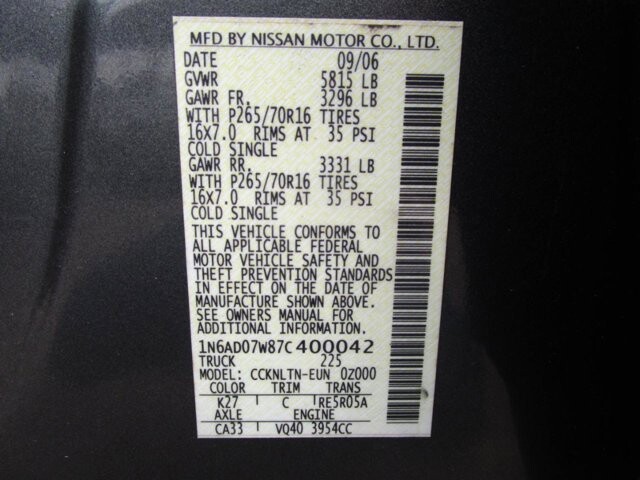 MFD BY NISSAN MOTOR CO., LTD.
DATE 09/06
GVWR 5815 LB
GAWR FR. 3296 LB
WITH P265/70R16 TIRES
16X7.0 RIMS AT 35 PSI
COLD SINGLE
GAWR RR. 3331 LB
WITH P265/70R16 TIRES
16X7.0 RIMS AT 35 PSI
COLD SINGLE
THIS VEHICLE CONFORMS TO
ALL APPLICABLE FEDERAL
MOTOR VEHICLE SAFETY AND
THEFT PREVENTION STANDARDS
IN EFFECT ON THE DATE OF
MANUFACTURE SHOWN ABOVE.
SEE OWNERS MANUAL FOR
ADDITIONAL INFORMATION.
1N6AD07W87C400042
TRUCK 225
MODEL: CCKNLTN-EUN 0Z000
COLOR TRIM TRANS
K27 C RE5R05A
AXLE ENGINE
CA33 VQ40 3954CC